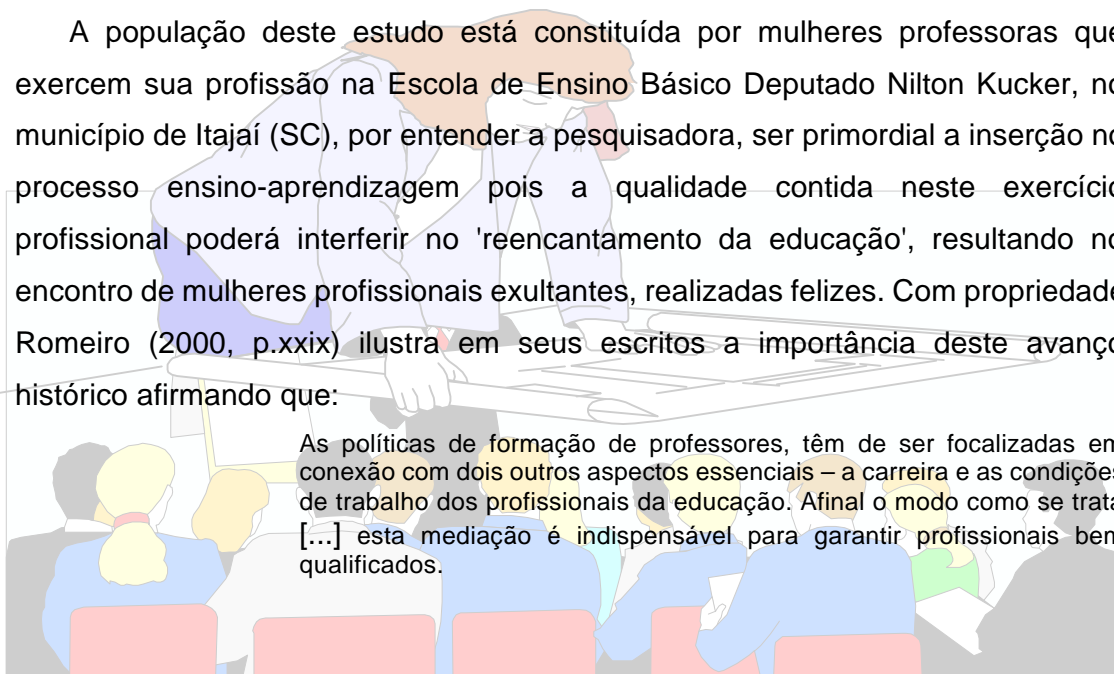 A população deste estudo está constituída por mulheres professoras que
exercem sua profissão na Escola de Ensino Básico Deputado Nilton Kucker, no
município de Itajaí (SC), por entender a pesquisadora, ser primordial a inserção no
processo ensino-aprendizagem pois a qualidade contida neste exercício
profissional poderá interferir no 'reencantamento da educação', resultando no
encontro de mulheres profissionais exultantes, realizadas felizes. Com propriedade
Romeiro (2000, p.xxix) ilustra em seus escritos a importância deste avanço
histórico afirmando que:
As políticas de formação de professores, têm de ser focalizadas em
conexão com dois outros aspectos essenciais – a carreira e as condições
de trabalho dos profissionais da educação. Afinal o modo como se trata
[...] esta mediação é indispensável para garantir profissionais bem
qualificados.